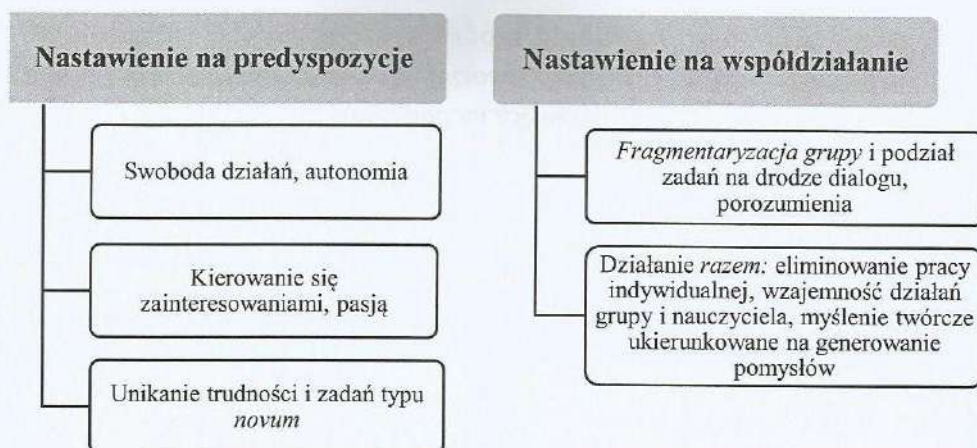 Nastawienie na predyspozycje
Swoboda działań, autonomia
Kierowanie się
zainteresowaniami, pasją
Unikanie trudności i zadań typu
novum
Nastawienie na współdziałanie
Fragmentaryzacja grupy i podział
zadań na drodze dialogu,
porozumienia
Działanie razem: eliminowanie pracy
indywidualnej, wzajemność działań
grupy i nauczyciela, myślenie twórcze
ukierunkowane na generowanie
pomysłów